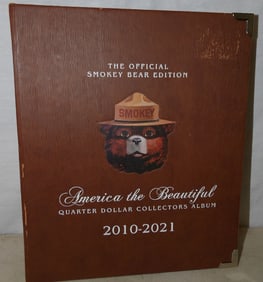 THE OFFICIAL
SMOKEY BEAR EDITION
SMOKEY
America the Beautiful
QUARTER DOLLAR COLLECTORS ALBUM
2010-2021